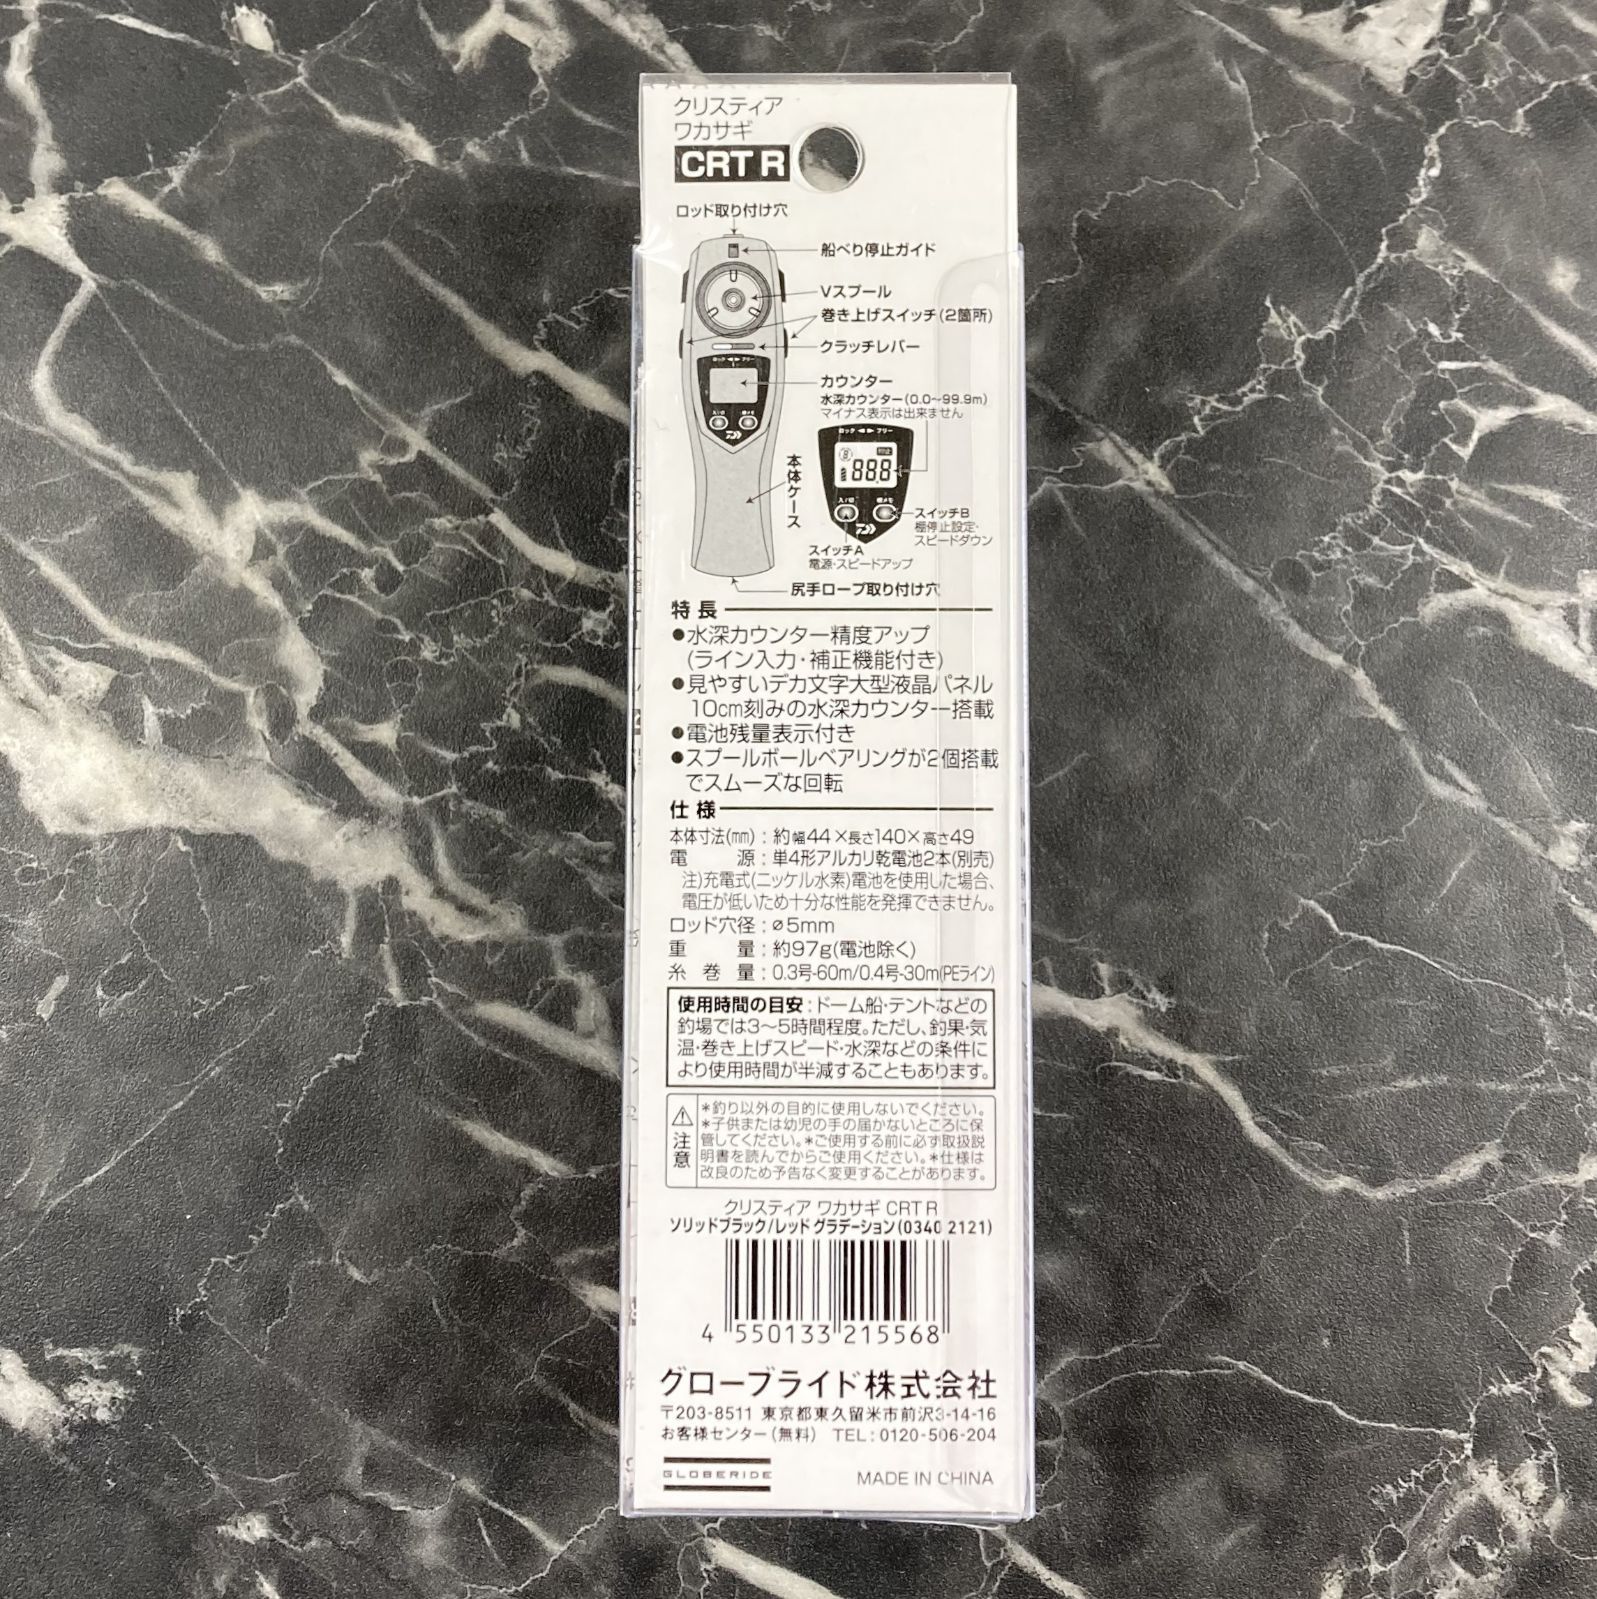 クリスティア
ワカサギ
CRT R
ロッド取り付け穴
船べり停止ガイド
Vスプール
巻き上げスイッチ(2箇所)
クラッチレバー
ロック フリー
カウンター
水深カウンター(0.0〜99.9m)
マイナス表示は出来ません
ロック フリー
888
入/切 棚メモ
本体ケース
スイッチB
棚停止設定・
スピードダウン
スイッチA
電源・スピードアップ
尻手ロープ取り付け穴
特長
●水深カウンター精度アップ
(ライン入力・補正機能付き)
●見やすいデカ文字大型液晶パネル
10cm刻みの水深カウンター搭載
●電池残量表示付き
●スプールボールベアリングが2個搭載
でスムーズな回転
仕様
本体寸法(mm):約幅44×長さ140×高さ49
電源:単4形アルカリ乾電池2本(別売)
注)充電式(ニッケル水素)電池を使用した場合、
電圧が低いため十分な性能を発揮できません。
ロッド穴径:ø5mm
重量:約97g(電池除く)
糸巻量:0.3号-60m/0.4号-30m(PEライン)
使用時間の目安:ドーム船・テントなどの
釣場では3〜5時間程度。ただし、釣果・気
温・巻き上げスピード・水深などの条件に
より使用時間が半減することもあります。
注意
*釣り以外の目的に使用しないでください。
*子供または幼児の手の届かないところに保
管してください。*ご使用する前に必ず取扱説
明書を読んでからご使用ください。*仕様は
改良のため予告なく変更することがあります。
クリスティア ワカサギ CRT R
ソリッドブラック/レッド グラデーション(0340 2121)
4 550133 215568
グローブライド株式会社
〒203-8511 東京都東久留米市前沢3-14-16
お客様センター(無料) TEL:0120-506-204
GLOBERIDE
MADE IN CHINA